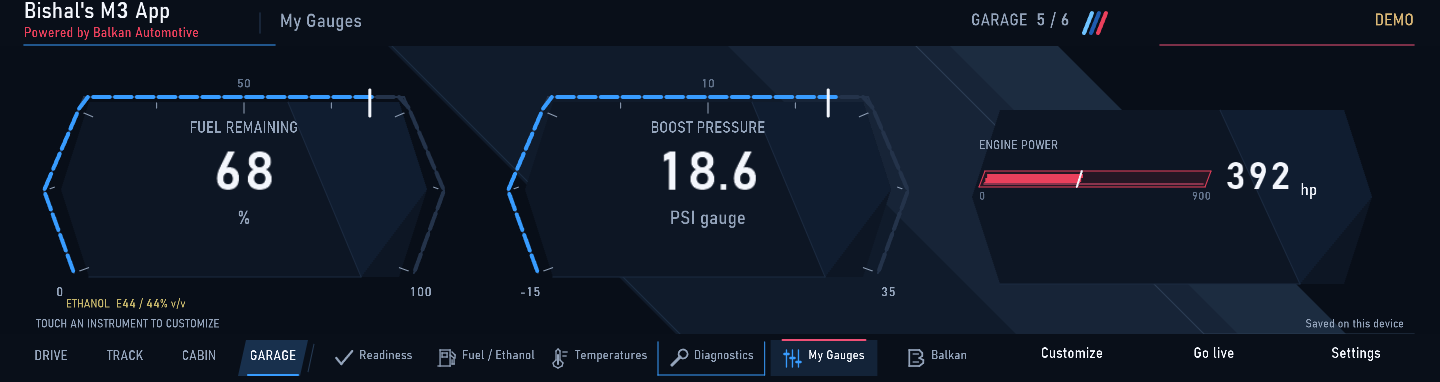 Bishal's M3 App
Powered by Balkan Automotive
My Gauges
GARAGE 5 / 6
DEMO
50
FUEL REMAINING
68
%
0
100
ETHANOL E44 / 44% v/v
10
BOOST PRESSURE
18.6
PSI gauge
-15
35
ENGINE POWER
0
900
392 hp
TOUCH AN INSTRUMENT TO CUSTOMIZE
Saved on this device
DRIVE
TRACK
CABIN
GARAGE
Readiness
Fuel / Ethanol
Temperatures
Diagnostics
My Gauges
Balkan
Customize
Go live
Settings